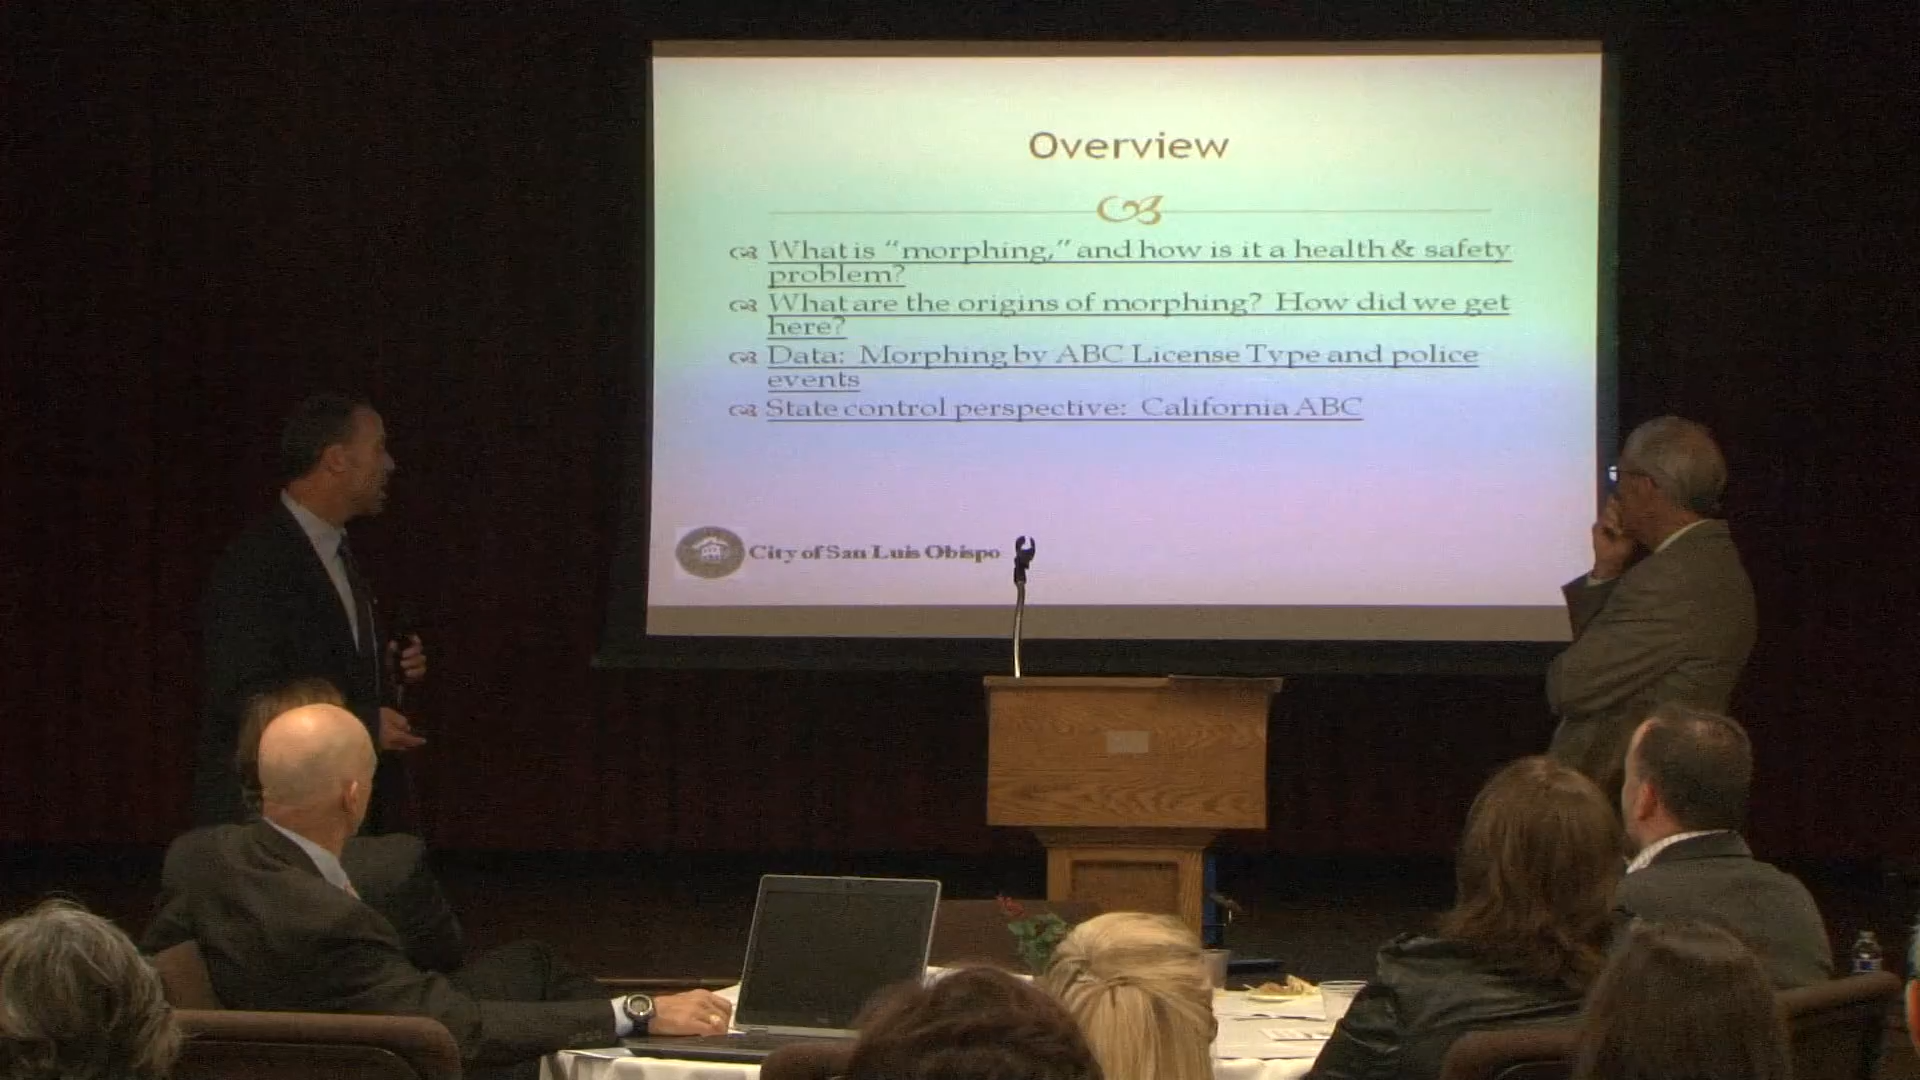 Overview
What is “morphing,” and how is it a health & safety
problem?
What are the origins of morphing? How did we get
here?
Data: Morphing by ABC License Type and police
events
State control perspective: California ABC
City of San Luis Obispo